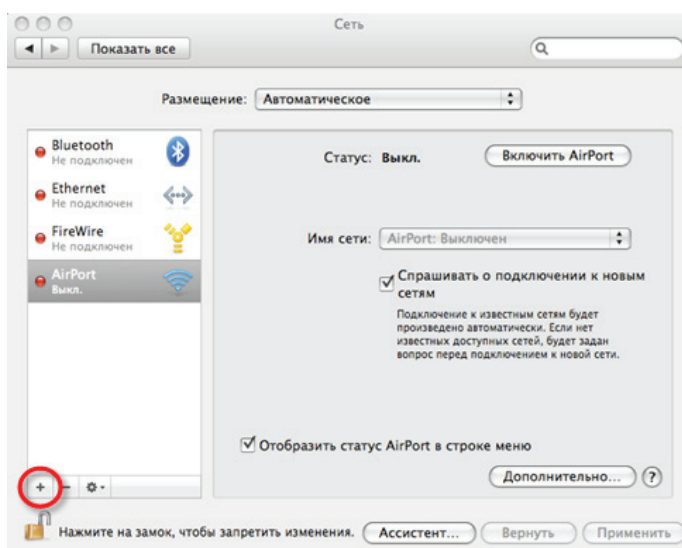 Сеть
Показать все
Размещение: Автоматическое
Bluetooth
Не подключен
Ethernet
Не подключен
FireWire
Не подключен
AirPort
Выкл.
Статус: Выкл.
Включить AirPort
Имя сети: AirPort: Выключен
Спрашивать о подключении к новым
сетям
Подключение к известным сетям будет
произведено автоматически. Если нет
известных доступных сетей, будет задан
вопрос перед подключением к новой сети.
Отобразить статус AirPort в строке меню
Дополнительно... ?
Нажмите на замок, чтобы запретить изменения. Ассистент... Вернуть Применить